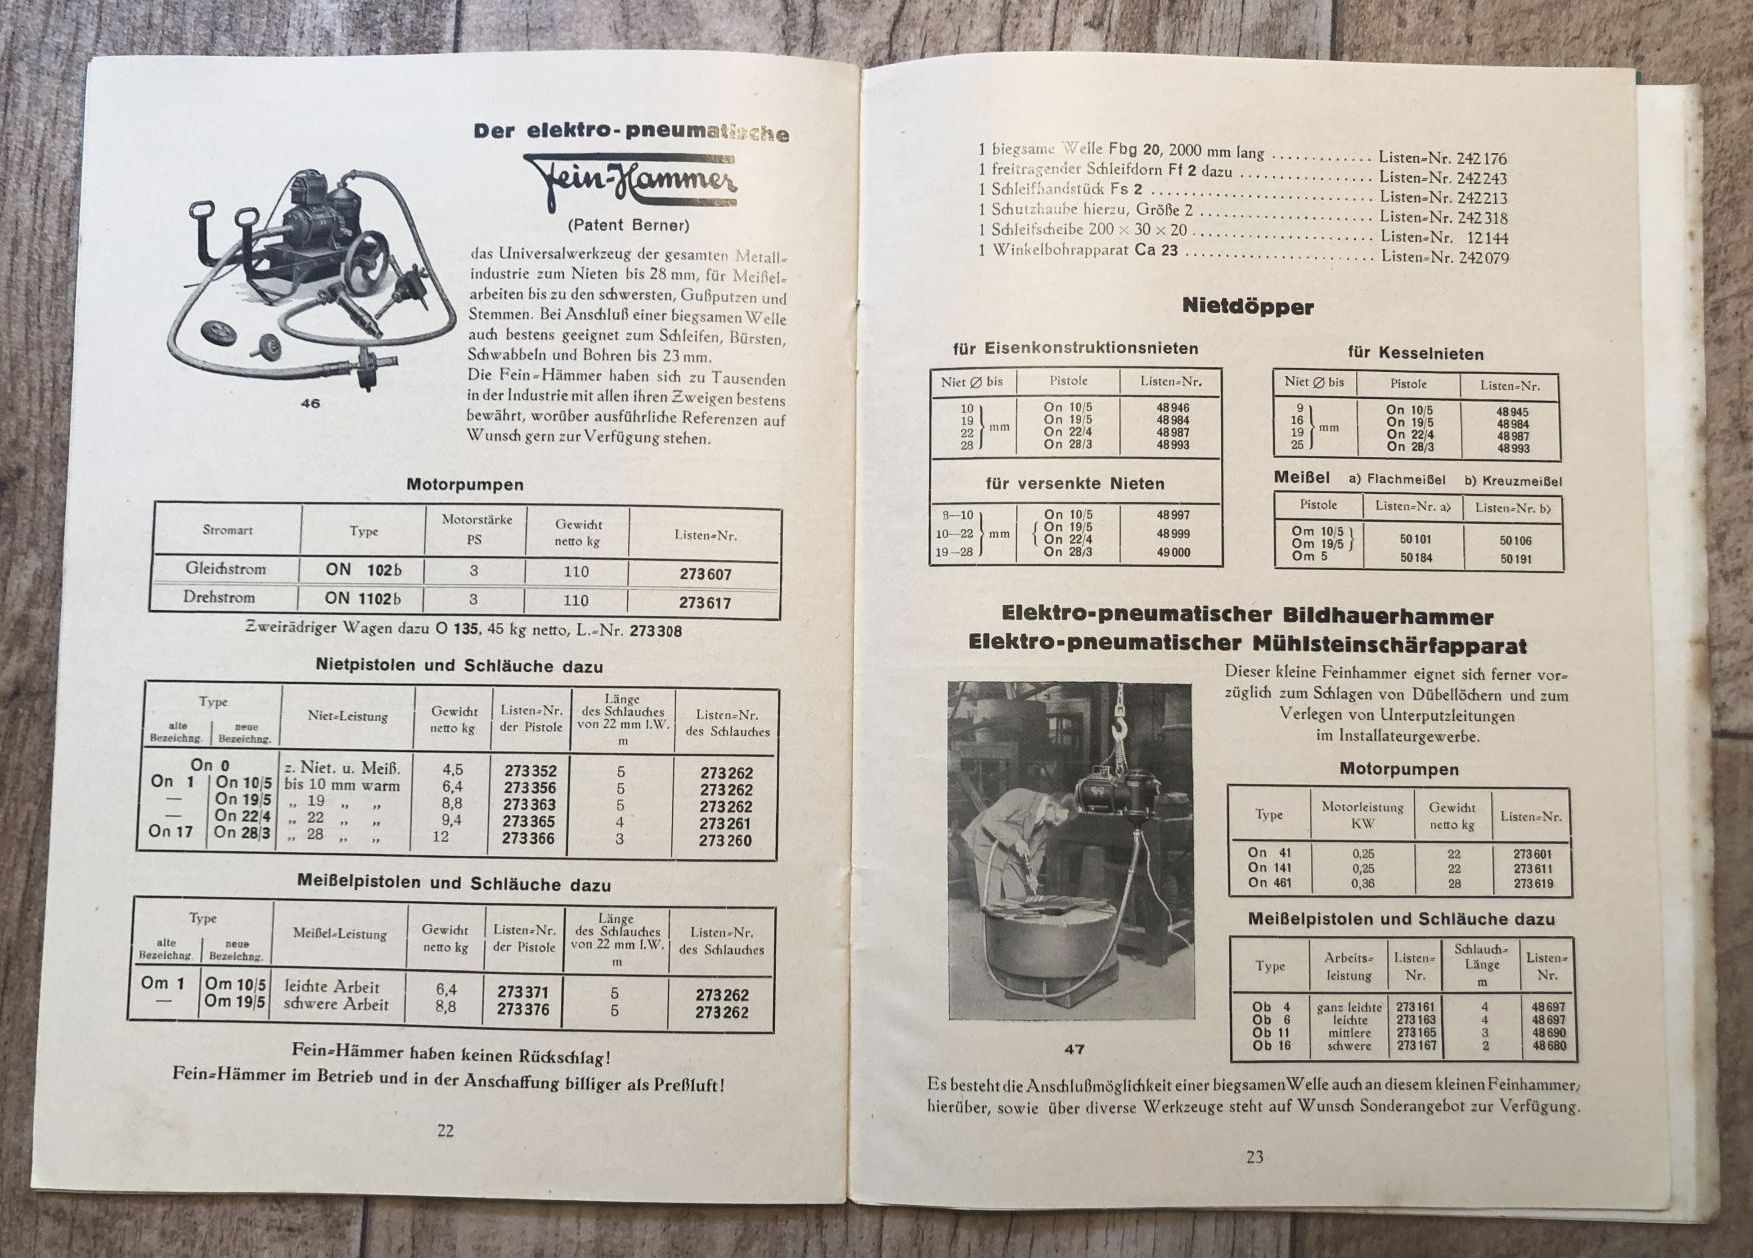 Der elektro-pneumatische
Fein-Hammer
(Patent Berner)
das Universalwerkzeug der gesamten Metall-
industrie zum Nieten bis 28 mm, für Meißel-
arbeiten bis zu den schwersten, Gußputzen und
Stemmen. Bei Anschluß einer biegsamen Welle
auch bestens geeignet zum Schleifen, Bürsten,
Schwabbeln und Bohren bis 23 mm.
Die Fein-Hämmer haben sich zu Tausenden
in der Industrie mit allen ihren Zweigen bestens
bewährt, worüber ausführliche Referenzen auf
Wunsch gern zur Verfügung stehen.
46
Motorpumpen
Stromart Type Motorstärke PS Gewicht netto kg Listen-Nr.
Gleichstrom ON 102b 3 110 273607
Drehstrom ON 1102b 3 110 273617
Zweirädriger Wagen dazu O 135, 45 kg netto, L.-Nr. 273308
Nietpistolen und Schläuche dazu
Type alte Bezeichng. neue Bezeichng. Niet-Leistung Gewicht netto kg Listen-Nr. der Pistole Länge des Schlauches von 22 mm l.W. m Listen-Nr. des Schlauches
On 0 z. Niet. u. Meiß. 4,5 273352 5 273262
On 1 On 10/5 bis 10 mm warm 6,4 273356 5 273262
— On 19/5 „ 19 „ „ 8,8 273363 5 273262
— On 22/4 „ 22 „ „ 9,4 273365 4 273261
On 17 On 28/3 „ 28 „ „ 12 273366 3 273260
Meißelpistolen und Schläuche dazu
Type alte Bezeichng. neue Bezeichng. Meißel-Leistung Gewicht netto kg Listen-Nr. der Pistole Länge des Schlauches von 22 mm l.W. m Listen-Nr. des Schlauches
Om 1 Om 10/5 leichte Arbeit 6,4 273371 5 273262
— Om 19/5 schwere Arbeit 8,8 273376 5 273262
Fein-Hämmer haben keinen Rückschlag!
Fein-Hämmer im Betrieb und in der Anschaffung billiger als Preßluft!
22
1 biegsame Welle Fbg 20, 2000 mm lang ............ Listen-Nr. 242176
1 freitragender Schleifdorn Ff 2 dazu ................ Listen-Nr. 242243
1 Schleifhandstück Fs 2 ........................... Listen-Nr. 242213
1 Schutzhaube hierzu, Größe 2 ..................... Listen-Nr. 242318
1 Schleifscheibe 200 × 30 × 20 ...................... Listen-Nr. 12144
1 Winkelbohrapparat Ca 23 ........................ Listen-Nr. 242079
Nietdöpper
für Eisenkonstruktionsnieten
Niet Ø bis Pistole Listen-Nr.
10 mm On 10/5 48946
19 On 19/5 48984
22 On 22/4 48987
28 On 28/3 48993
für versenkte Nieten
8—10 mm On 10/5 48997
10—22 On 19/5 On 22/4 48999
19—28 On 28/3 49000
für Kesselnieten
Niet Ø bis Pistole Listen-Nr.
9 mm On 10/5 48945
16 On 19/5 48984
19 On 22/4 48987
25 On 28/3 48993
Meißel a) Flachmeißel b) Kreuzmeißel
Pistole Listen-Nr. a) Listen-Nr. b)
Om 10/5 Om 19/5 50101 50106
Om 5 50184 50191
Elektro-pneumatischer Bildhauerhammer
Elektro-pneumatischer Mühlsteinschärfapparat
Dieser kleine Feinhammer eignet sich ferner vor-
züglich zum Schlagen von Dübellöchern und zum
Verlegen von Unterputzleitungen
im Installateurgewerbe.
Motorpumpen
Type Motorleistung KW Gewicht netto kg Listen-Nr.
On 41 0,25 22 273601
On 141 0,25 22 273611
On 461 0,36 28 273619
Meißelpistolen und Schläuche dazu
Type Arbeits-leistung Listen-Nr. Schlauch-Länge m Listen-Nr.
Ob 4 ganz leichte 273161 4 48697
Ob 6 leichte 273163 4 48697
Ob 11 mittlere 273165 3 48690
Ob 16 schwere 273167 2 48680
47
Es besteht die Anschlußmöglichkeit einer biegsamen Welle auch an diesem kleinen Feinhammer;
hierüber, sowie über diverse Werkzeuge steht auf Wunsch Sonderangebot zur Verfügung.
23